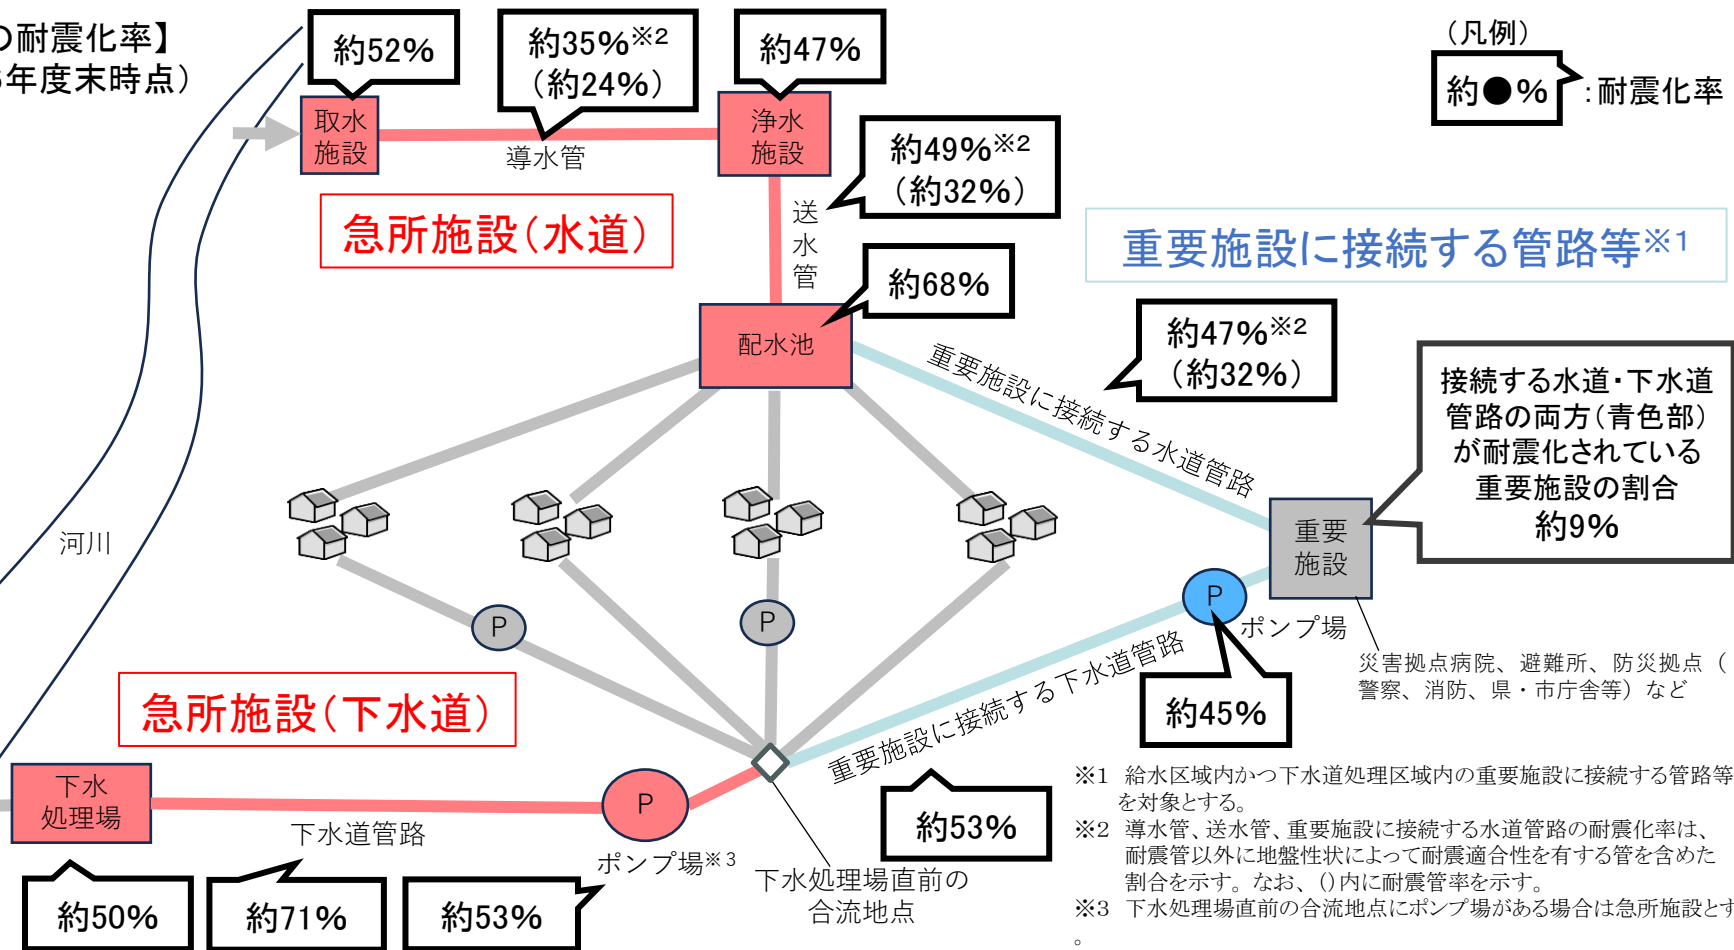 の耐震化率】
年度末時点）
約52%
約35%※2
（約24%）
約47%
（凡例）
約●%
：耐震化率
取水
施設
導水管
浄水
施設
約49%※2
（約32%）
送
水
管
急所施設（水道）
重要施設に接続する管路等※1
約68%
配水池
約47%※2
（約32%）
重要施設に接続する水道管路
接続する水道・下水道
管路の両方（青色部）
が耐震化されている
重要施設の割合
約9%
河川
重要
施設
P
P
P
ポンプ場
災害拠点病院、避難所、防災拠点（
警察、消防、県・市庁舎等）など
約45%
重要施設に接続する下水道管路
急所施設（下水道）
下水
処理場
下水道管路
P
ポンプ場※3
下水処理場直前の
合流地点
約53%
約50%
約71%
約53%
※1 給水区域内かつ下水道処理区域内の重要施設に接続する管路等
を対象とする。
※2 導水管、送水管、重要施設に接続する水道管路の耐震化率は、
耐震管以外に地盤性状によって耐震適合性を有する管を含めた
割合を示す。なお、()内に耐震管率を示す。
※3 下水処理場直前の合流地点にポンプ場がある場合は急所施設とす
。